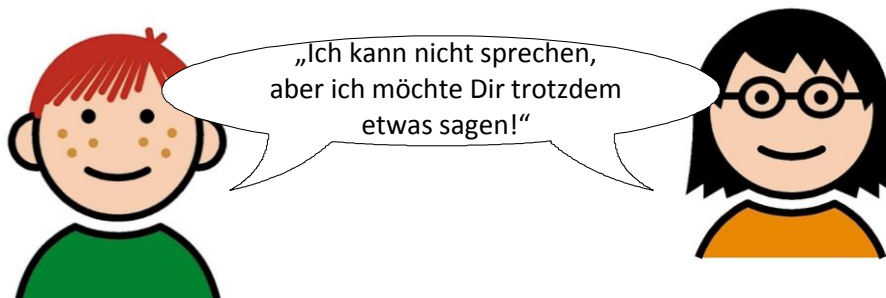 „Ich kann nicht sprechen,
aber ich möchte Dir trotzdem
etwas sagen!“